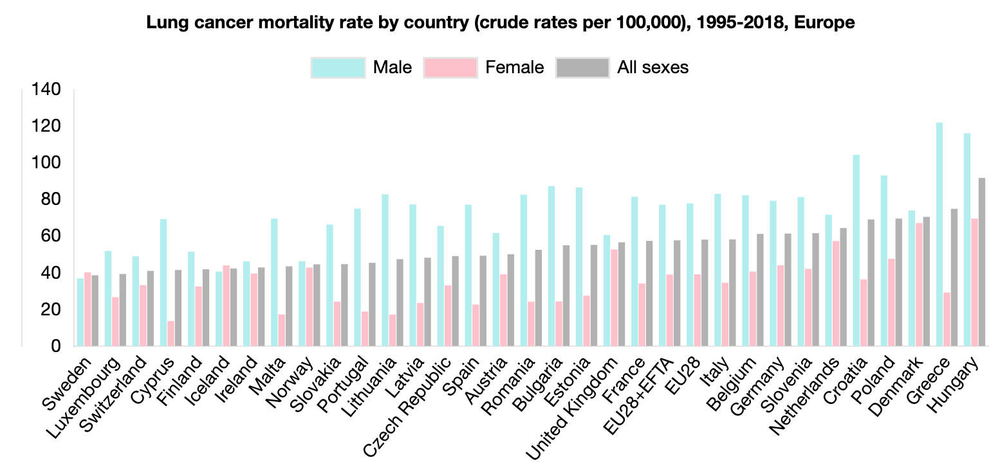 Lung cancer mortality rate by country (crude rates per 100,000), 1995-2018, Europe
Male Female All sexes
140
120
100
80
60
40
20
0
Sweden
Luxembourg
Switzerland
Cyprus
Finland
Iceland
Ireland
Malta
Norway
Slovakia
Portugal
Lithuania
Latvia
Czech Republic
Spain
Austria
Romania
Bulgaria
Estonia
United Kingdom
France
EU28+EFTA
EU28
Italy
Belgium
Germany
Slovenia
Netherlands
Croatia
Poland
Denmark
Greece
Hungary